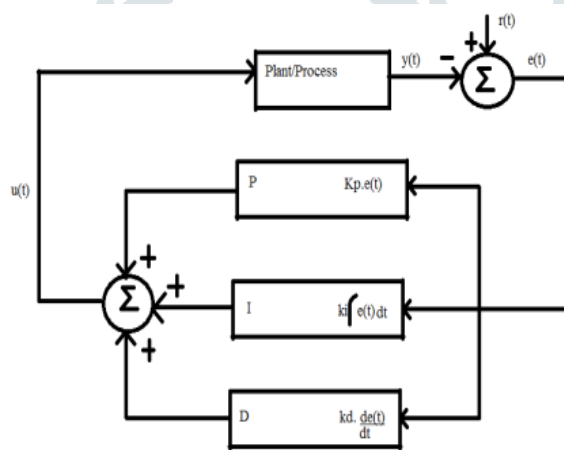 r(t)
+
Plant/Process
y(t)
−
Σ
e(t)
u(t)
P Kp.e(t)
+
Σ
+
I ki∫ e(t) dt
+
D kd. de(t)
dt